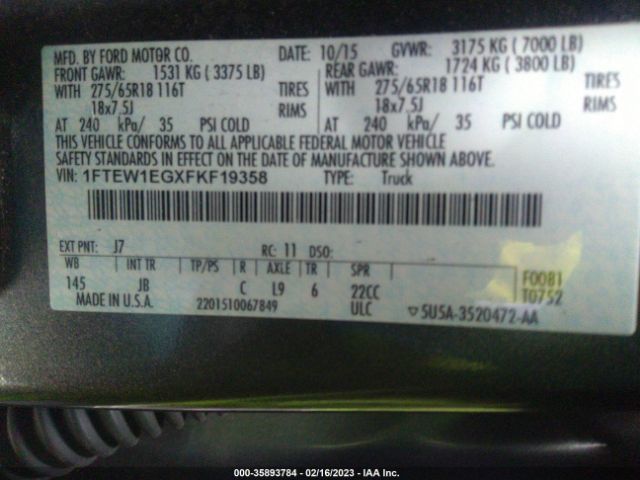 MFD. BY FORD MOTOR CO. DATE: 10/15 GVWR: 3175 KG ( 7000 LB)
FRONT GAWR: 1531 KG ( 3375 LB) REAR GAWR: 1724 KG ( 3800 LB)
WITH 275/65R18 116T TIRES WITH 275/65R18 116T TIRES
18x7.5J RIMS 18x7.5J RIMS
AT 240 kPa/ 35 PSI COLD AT 240 kPa/ 35 PSI COLD
THIS VEHICLE CONFORMS TO ALL APPLICABLE FEDERAL MOTOR VEHICLE
SAFETY STANDARDS IN EFFECT ON THE DATE OF MANUFACTURE SHOWN ABOVE.
VIN: 1FTEW1EGXFKF19358 TYPE: Truck
EXT PNT: J7 RC: 11 DSO:
WB INT TR TP/PS R AXLE TR SPR F0081
145 JB C L9 6 22CC T0752
MADE IN U.S.A. 2201510067849 ULC ▽ 5U5A-3520472-AA
000-35893784 - 02/16/2023 - IAA Inc.